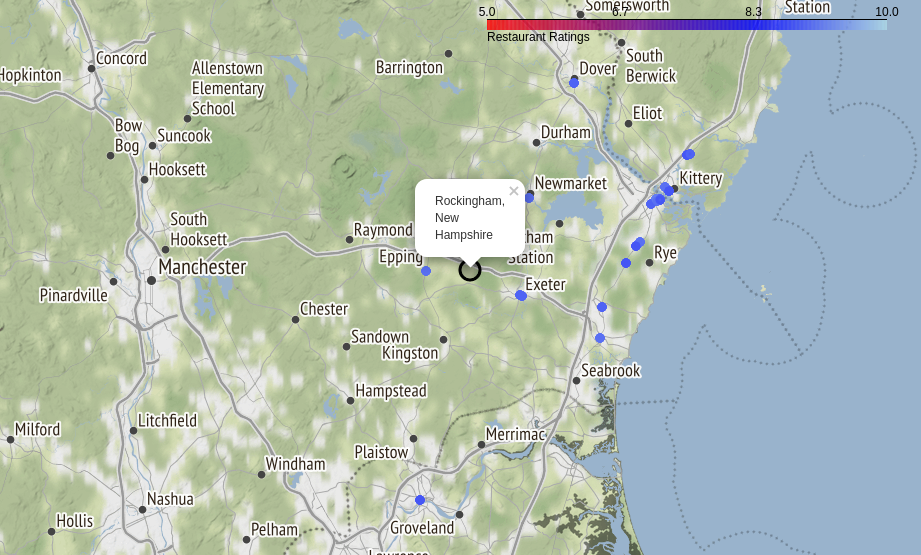 Somersworth
Station
5.0
6.7
8.3
10.0
Restaurant Ratings
Concord
Hopkinton
Allenstown
Elementary
School
Barrington
Dover
South
Berwick
Bow
Bog
Suncook
Eliot
Durham
Hooksett
Newmarket
Kittery
Rockingham,
New
Hampshire
×
South
Hooksett
Raymond
Station
Epping
Rye
Manchester
Exeter
Pinardville
Chester
Sandown
Kingston
Seabrook
Hampstead
Litchfield
Milford
Merrimac
Plaistow
Windham
Nashua
Hollis
Pelham
Groveland
Lawrence